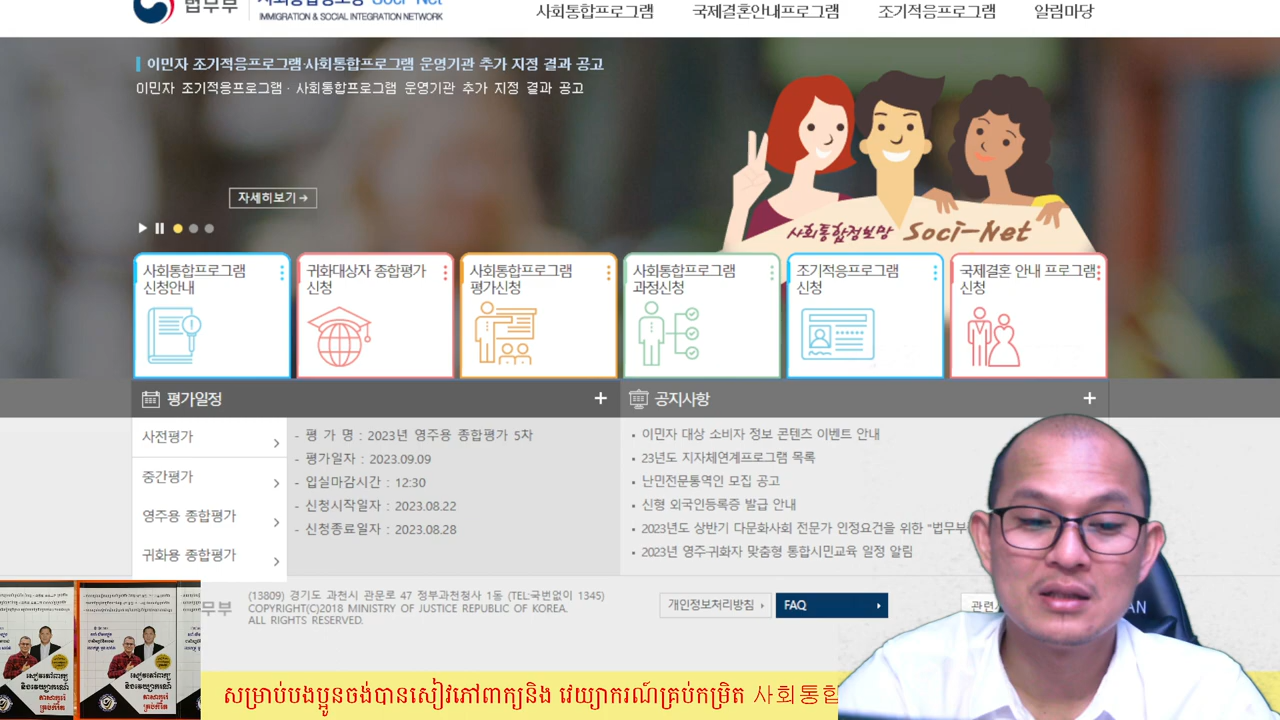 법무부
IMMIGRATION & SOCIAL INTEGRATION NETWORK
사회통합프로그램 국제결혼안내프로그램 조기적응프로그램 알림마당
이민자 조기적응프로그램·사회통합프로그램 운영기관 추가 지정 결과 공고
이민자 조기적응프로그램 · 사회통합프로그램 운영기관 추가 지정 결과 공고
자세히보기
사회통합정보망 Soci-Net
사회통합프로그램
신청안내
귀화대상자 종합평가
신청
사회통합프로그램
평가신청
사회통합프로그램
과정신청
조기적응프로그램
신청
국제결혼 안내 프로그램
신청
평가일정
사전평가
중간평가
영주용 종합평가
귀화용 종합평가
- 평 가 명 : 2023년 영주용 종합평가 5차
- 평가일자 : 2023.09.09
- 입실마감시간 : 12:30
- 신청시작일자 : 2023.08.22
- 신청종료일자 : 2023.08.28
공지사항
• 이민자 대상 소비자 정보 콘텐츠 이벤트 안내
• 23년도 지자체연계프로그램 목록
• 난민전문통역인 모집 공고
• 신형 외국인등록증 발급 안내
• 2023년도 상반기 다문화사회 전문가 인정요건을 위한 "법무부
• 2023년 영주·귀화자 맞춤형 통합시민교육 일정 알림
무부
(13809) 경기도 과천시 관문로 47 정부과천청사 1동 (TEL:국번없이 1345)
COPYRIGHT(C)2018 MINISTRY OF JUSTICE REPUBLIC OF KOREA.
ALL RIGHTS RESERVED.
개인정보처리방침
FAQ
관련
សម្រាប់បងប្អូនចង់បានសៀវភៅពាក្យនិង វេយ្យាករណ៍គ្រប់កម្រិត 사회통합